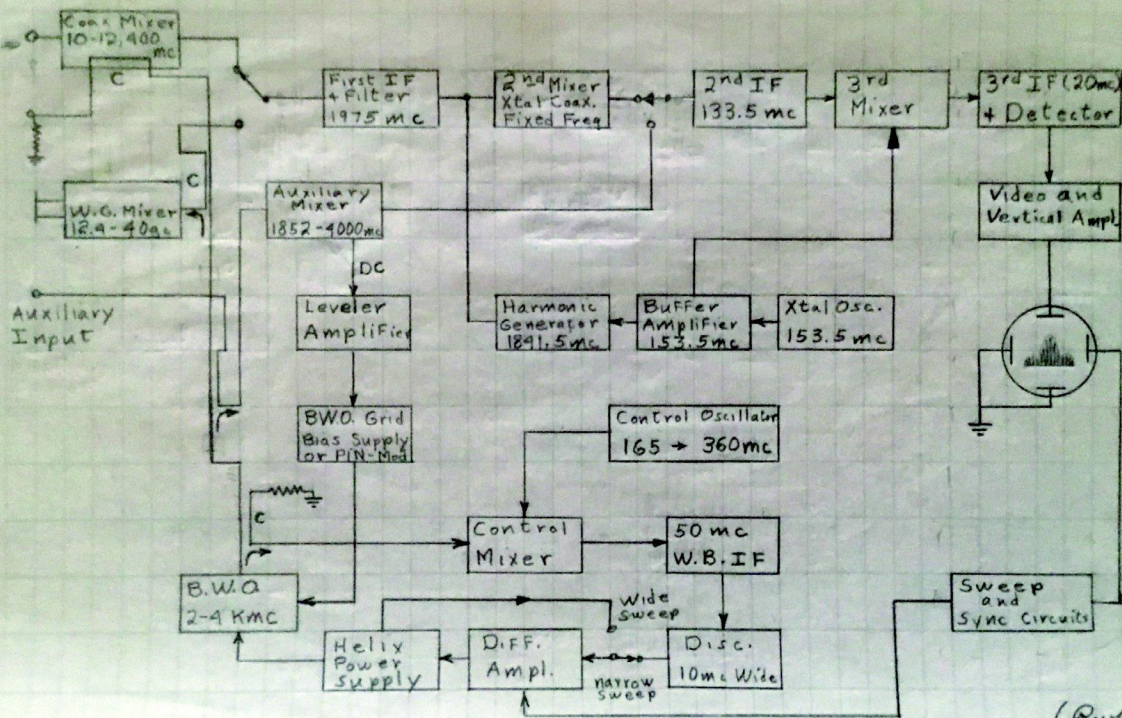 Coax Mixer
10-12,400
mc
C
First IF
+ Filter
1975 mc
2nd Mixer
Xtal Coax.
Fixed Freq
2nd IF
133.5 mc
3rd
Mixer
3rd IF (20mc)
+ Detector
C
W.G. Mixer
12.4-40gc
Auxiliary
Mixer
1852-4000mc
Video and
Vertical Ampl.
DC
Auxiliary
Input
Leveler
Amplifier
Harmonic
Generator
1841.5mc
Buffer
Amplifier
153.5mc
Xtal Osc.
153.5 mc
B.W.O. Grid
Bias Supply
or PIN-Mod
Control Oscillator
165 → 360mc
C
Control
Mixer
50 mc
W.B. IF
B.W.O.
2-4 KMC
Wide
Sweep
Sweep
and
Sync Circuits
Helix
Power
Supply
Diff.
Ampl.
narrow
sweep
Disc.
10mc Wide